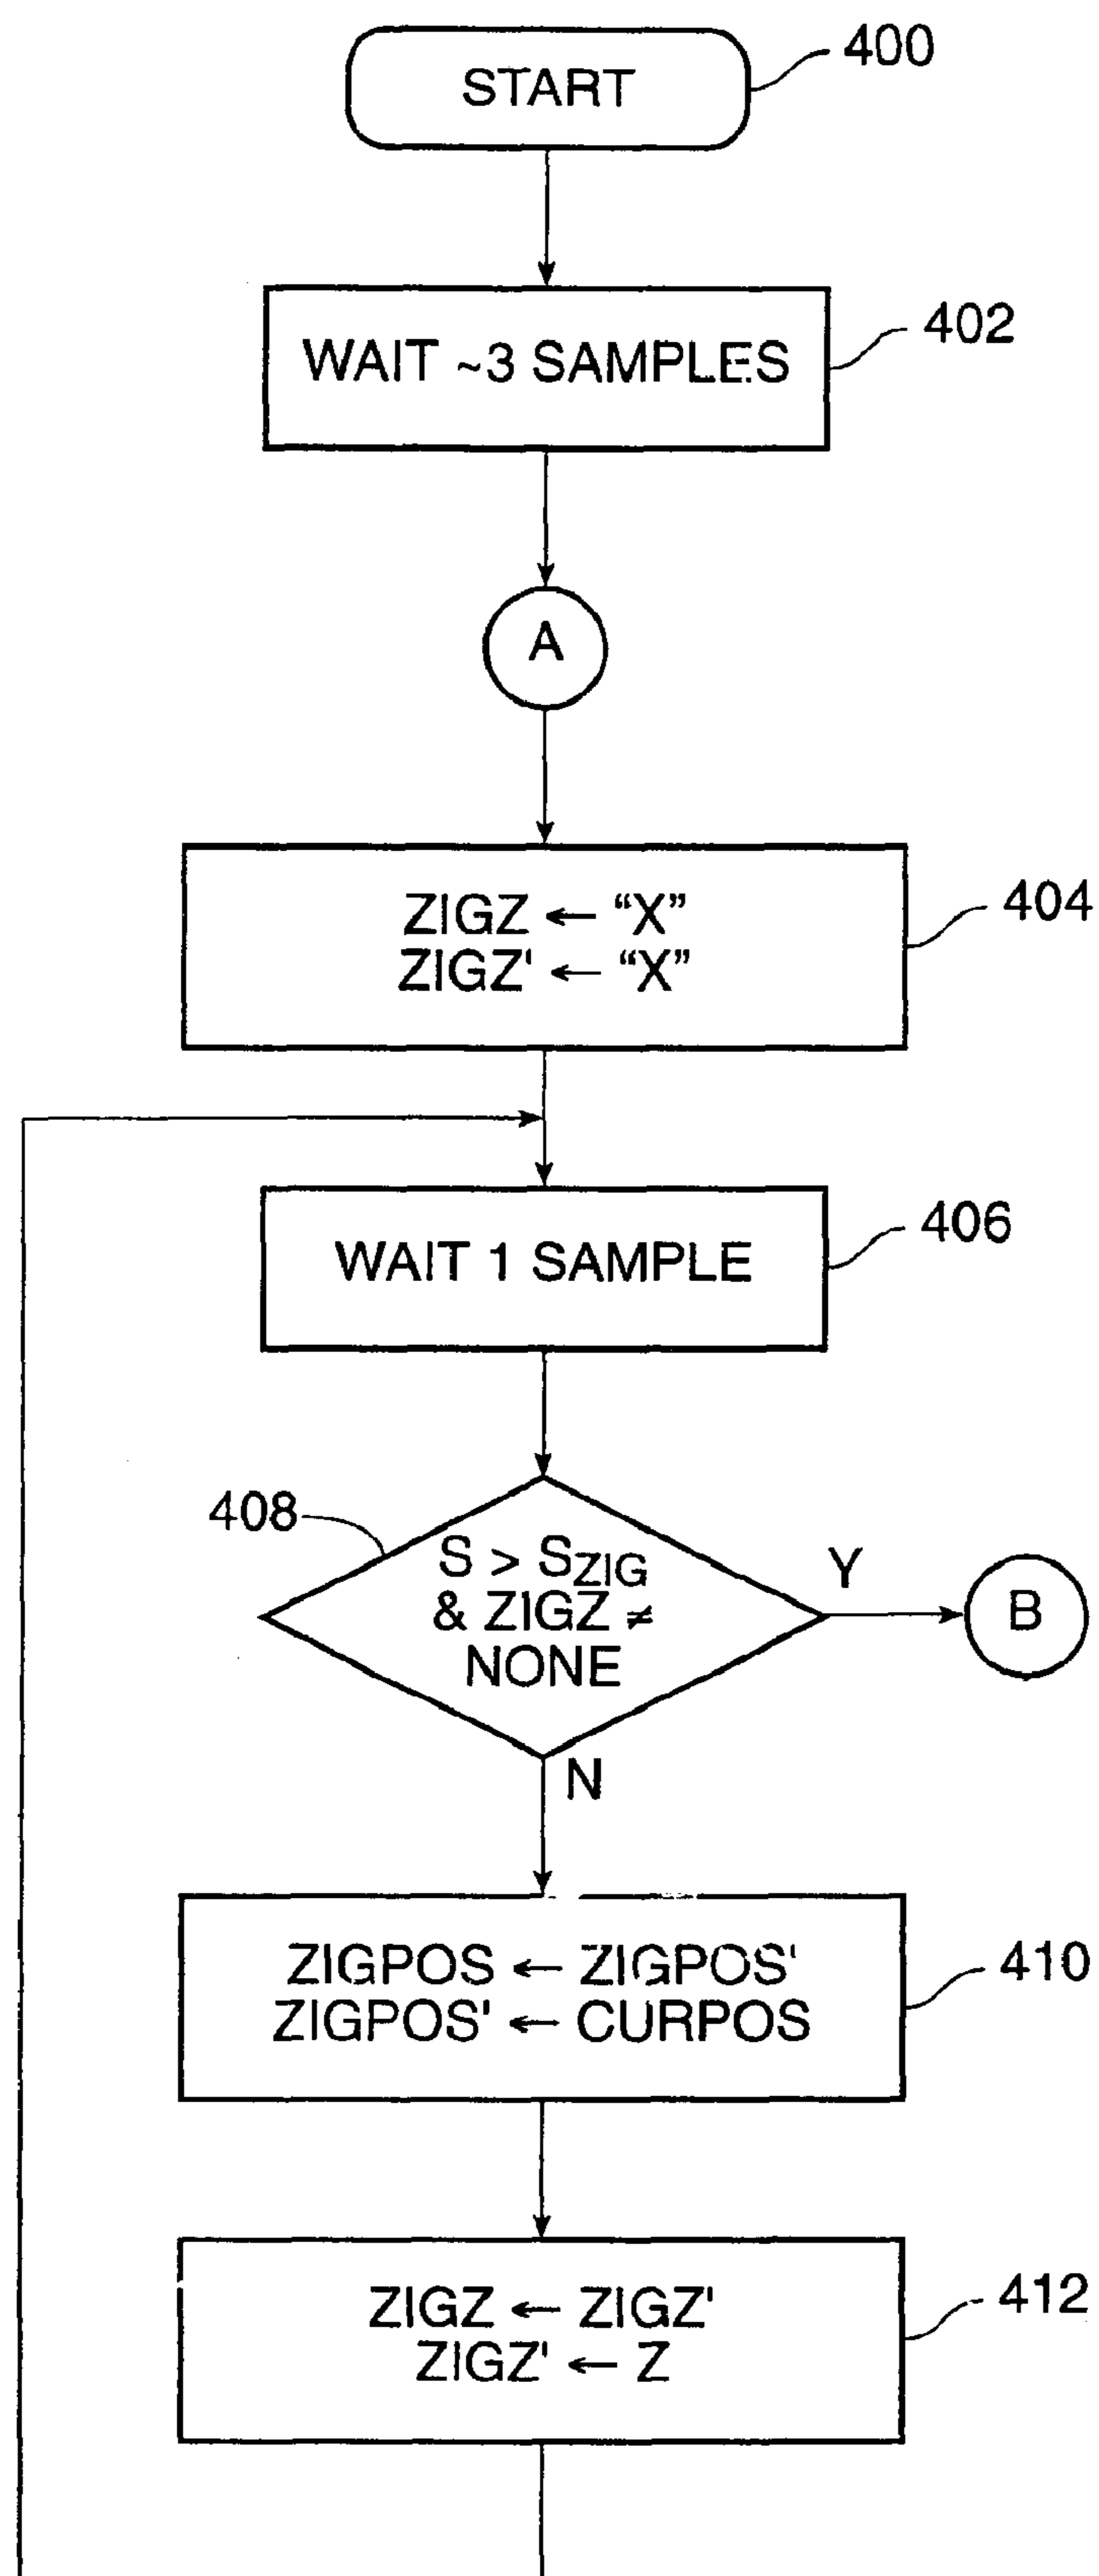 START
400
WAIT ~3 SAMPLES
402
A
ZIGZ ← “X”
ZIGZ' ← “X”
404
WAIT 1 SAMPLE
406
408
S > SZIG
& ZIGZ ≠
NONE
Y
B
N
ZIGPOS ← ZIGPOS'
ZIGPOS' ← CURPOS
410
ZIGZ ← ZIGZ'
ZIGZ' ← Z
412